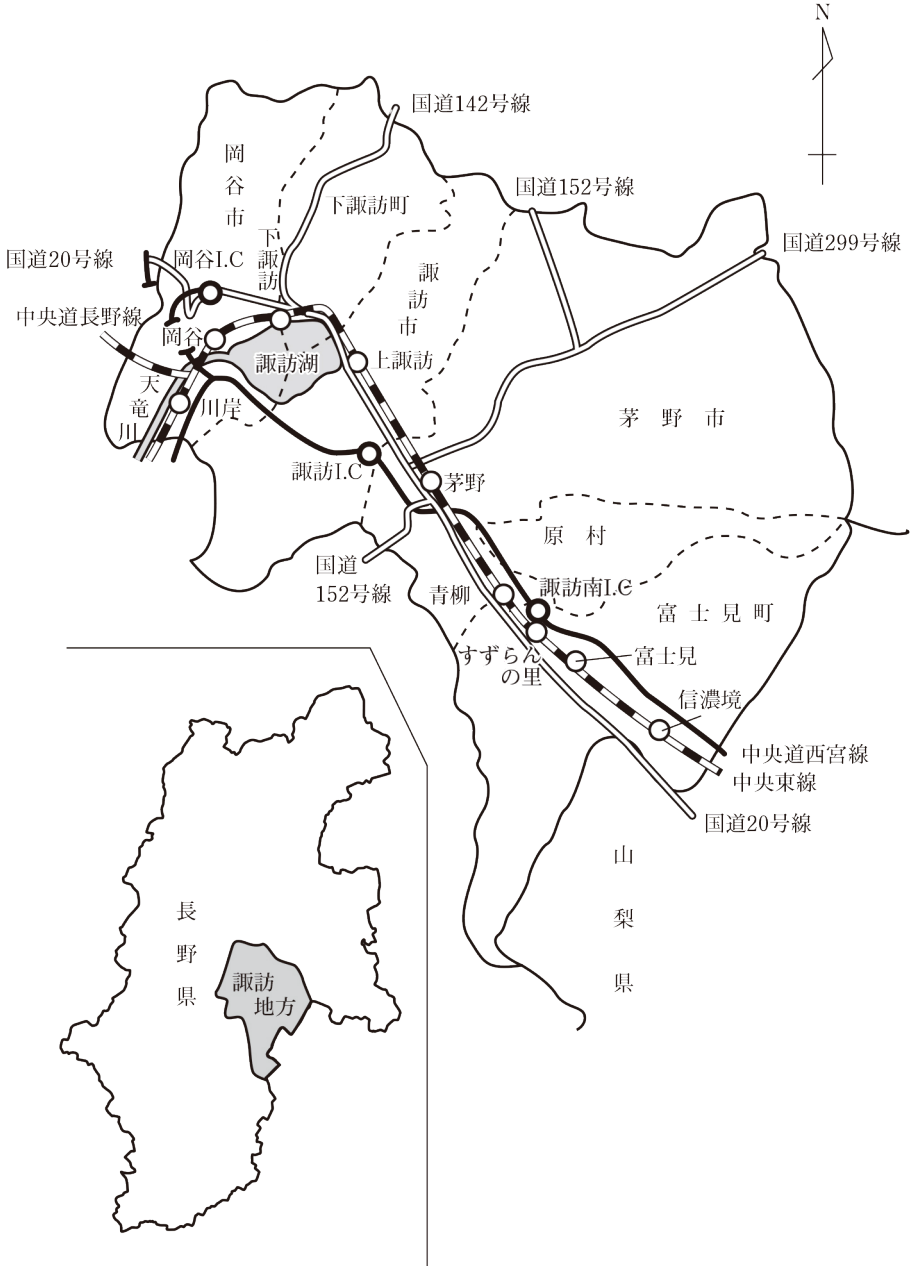 N
国道142号線
岡谷市
国道152号線
下諏訪町
国道299号線
下諏訪
国道20号線
岡谷I.C
諏訪市
中央道長野線
岡谷
諏訪湖
上諏訪
天竜川
川岸
茅野市
諏訪I.C
茅野
原村
国道
152号線
青柳
諏訪南I.C
富士見町
すずらん
の里
富士見
信濃境
中央道西宮線
中央東線
国道20号線
山梨県
長野県
諏訪
地方